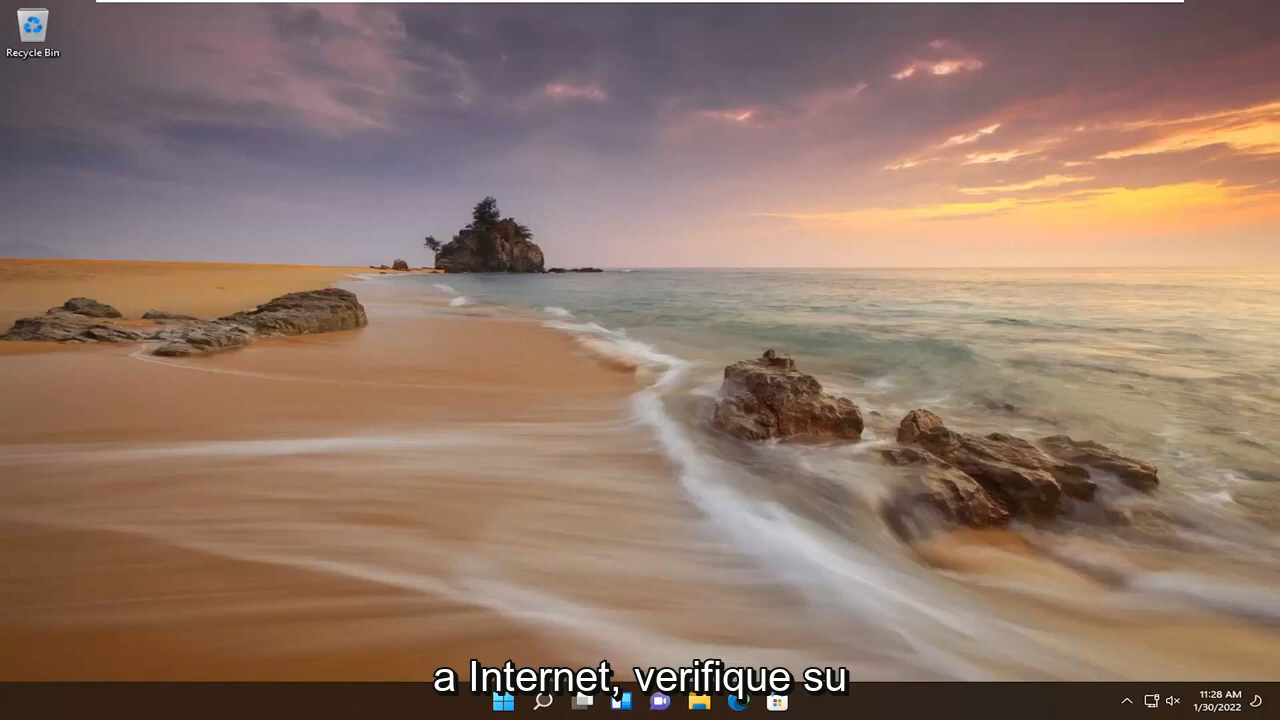 Recycle Bin
a Internet, verifique su
11:28 AM
1/30/2022